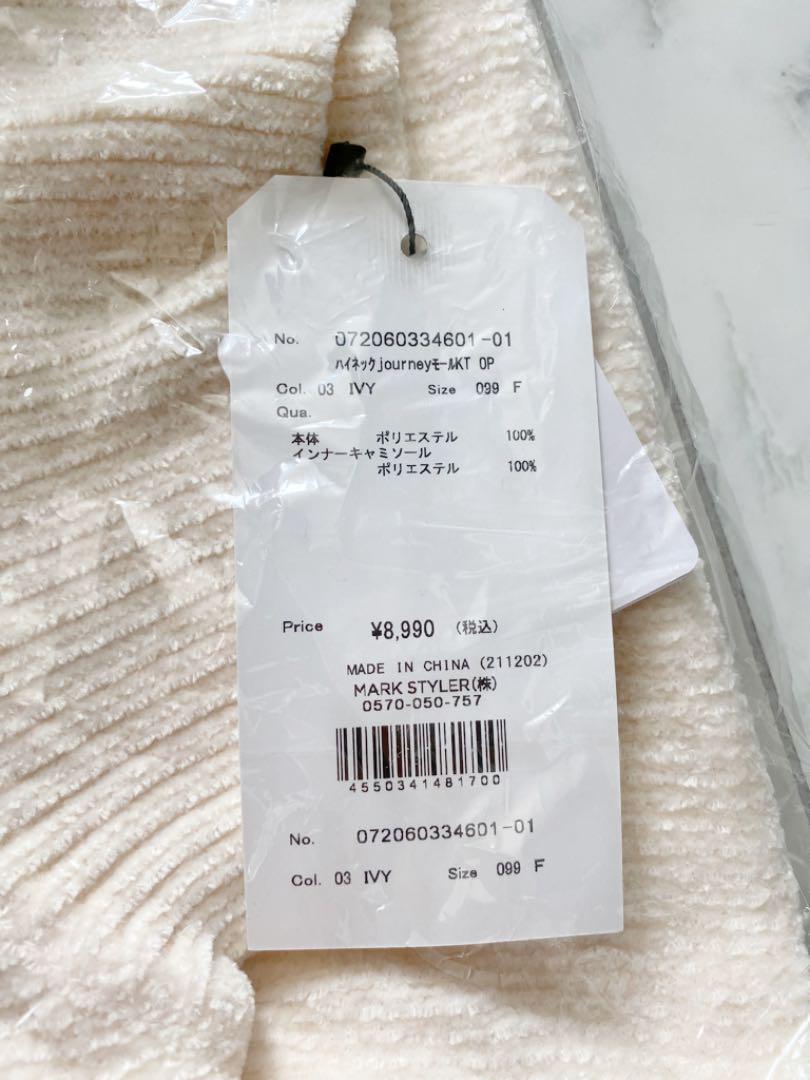 No. 072060334601-01
ﾊｲﾈｯｸjourneyﾓｰﾙKT OP
Col. 03 IVY Size 099 F
Qua.
本体 ポリエステル 100%
インナーキャミソール
ポリエステル 100%
Price ¥8,990 (税込)
MADE IN CHINA (211202)
MARK STYLER(株)
0570-050-757
4550341481700
No. 072060334601-01
Col. 03 IVY Size 099 F